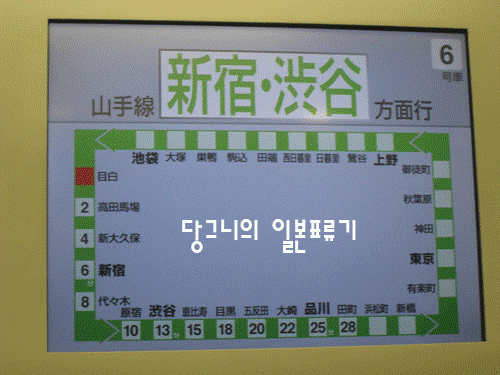 山手線 新宿・渋谷 方面行
6
号車
池袋 大塚 巣鴨 駒込 田端 西日暮里 日暮里 鶯谷 上野
目白
御徒町
2 高田馬場
秋葉原
4 新大久保
神田
6 分 新宿
東京
8 代々木
有楽町
原宿 渋谷 恵比寿 目黒 五反田 大崎 品川 田町 浜松町 新橋
10 13 分 15 18 20 22 25 分 28
당그니의 일본표류기